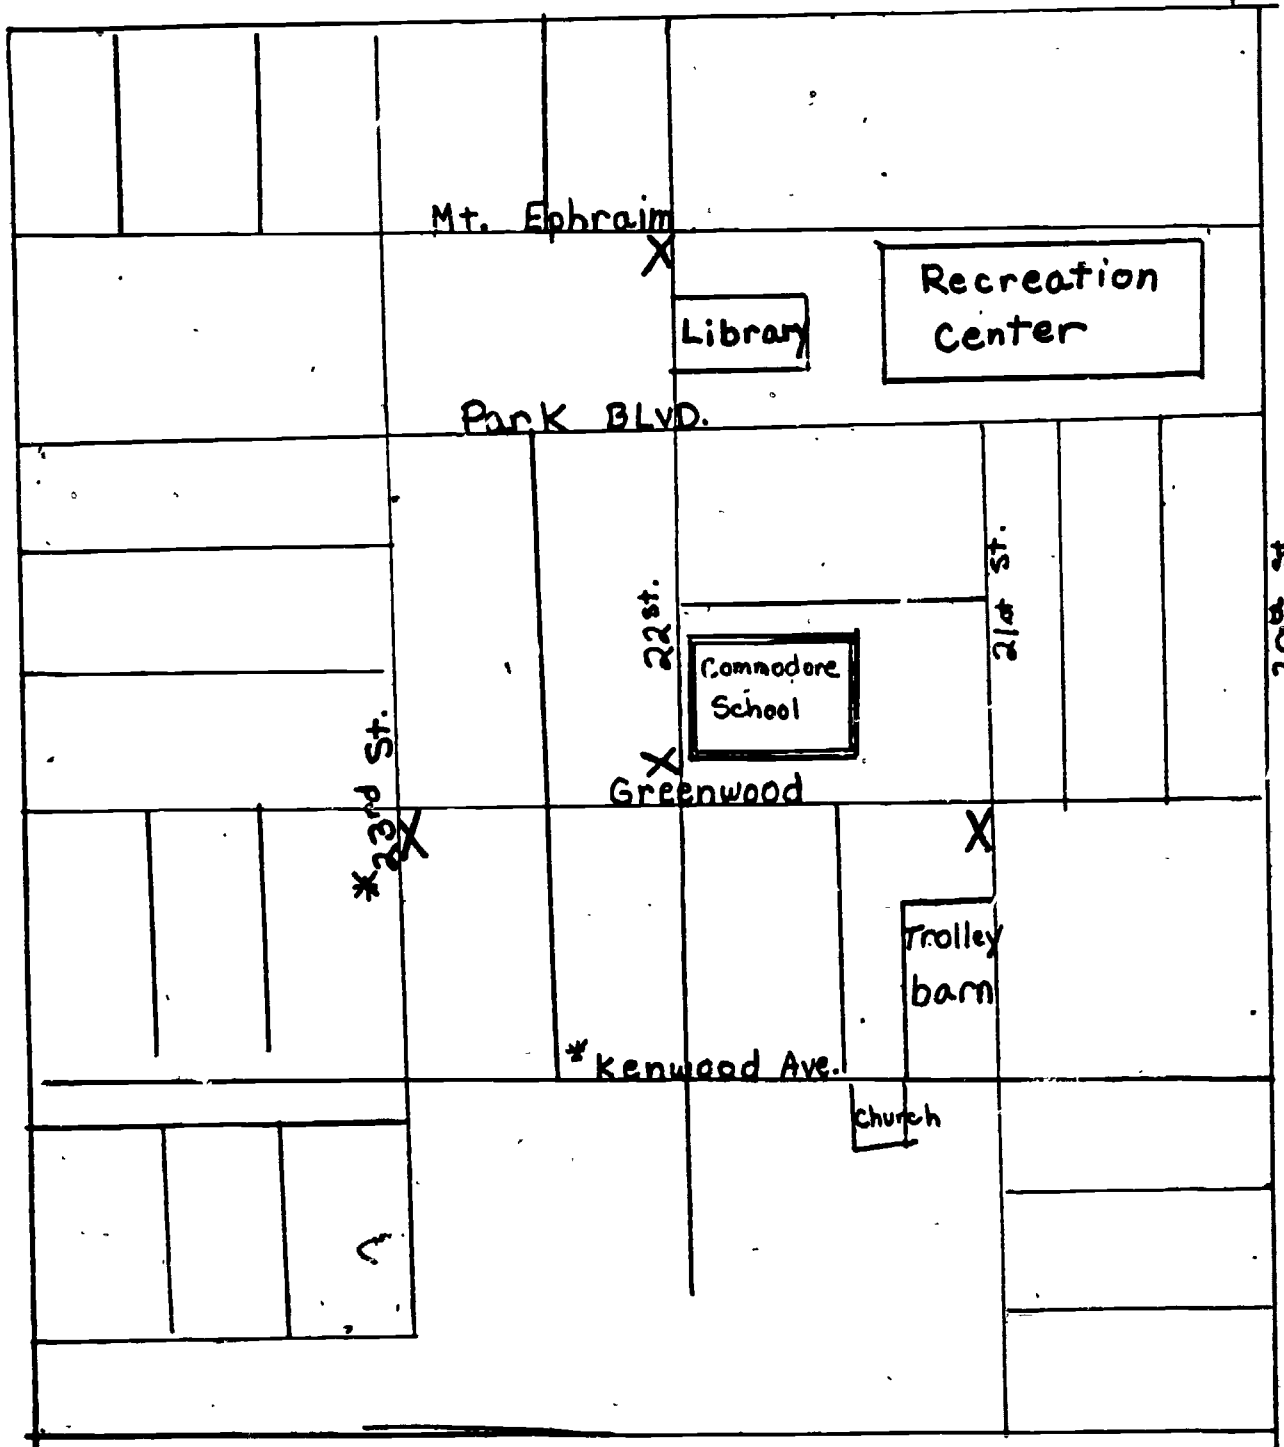 Mt. Ephraim
X
Recreation
Center
Library
Park BLVD.
22st.
21st St.
Commodore
School
X
Greenwood
*23rd St.
X
X
Trolley
barn
*Kenwood Ave.
Church